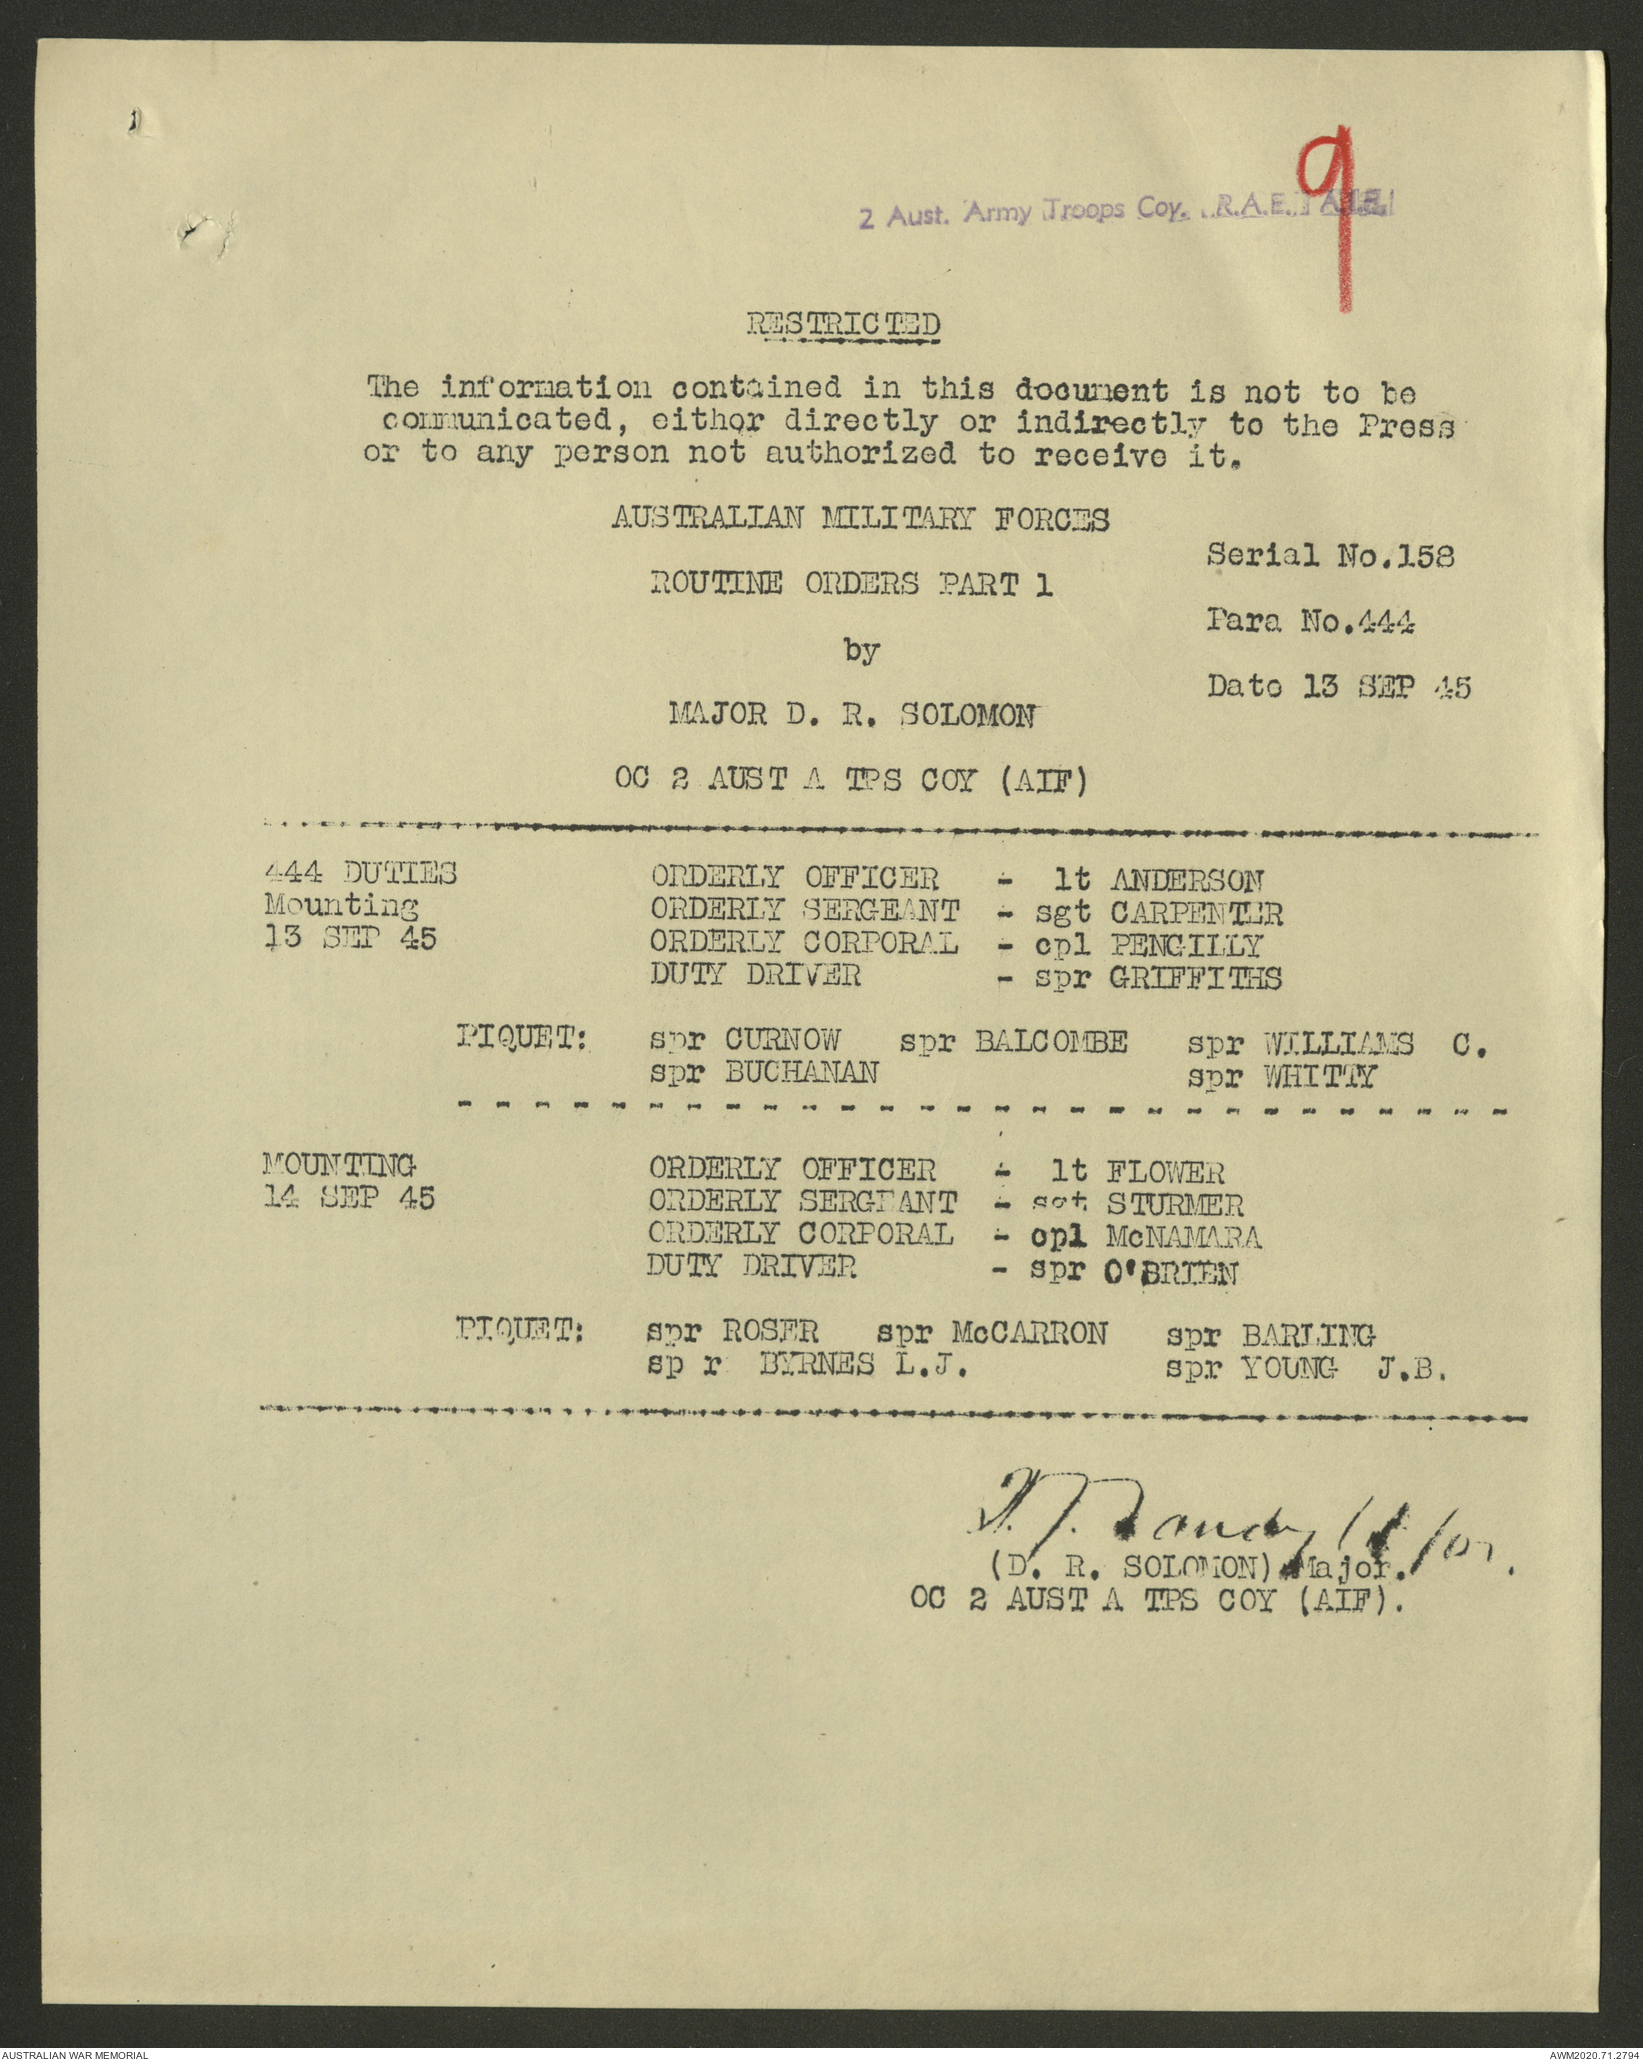 9
2 Aust. Army Troops Coy. R.A.E. A.I.F.
RESTRICTED
The information contained in this document is not to be
communicated, either directly or indirectly to the Press
or to any person not authorized to receive it.
AUSTRALIAN MILITARY FORCES
Serial No.158
ROUTINE ORDERS PART 1
Para No.444
by
Date 13 SEP 45
MAJOR D. R. SOLOMON
OC 2 AUST A TPS COY (AIF)
444 DUTIES ORDERLY OFFICER - lt ANDERSON
Mounting ORDERLY SERGEANT - sgt CARPENTER
13 SEP 45 ORDERLY CORPORAL - cpl PENGILLY
DUTY DRIVER - spr GRIFFITHS
PIQUET: spr CURNOW spr BALCOMBE spr WILLIAMS C.
spr BUCHANAN spr WHITTY
MOUNTING ORDERLY OFFICER - lt FLOWER
14 SEP 45 ORDERLY SERGEANT - sgt STURMER
ORDERLY CORPORAL - cpl McNAMARA
DUTY DRIVER - spr O'BRIEN
PIQUET: spr ROSER spr McCARRON spr BARLING
sp r BYRNES L.J. spr YOUNG J.B.
(D. R. SOLOMON) Major.
OC 2 AUST A TPS COY (AIF).
AUSTRALIAN WAR MEMORIAL
AWM2020.71.2794